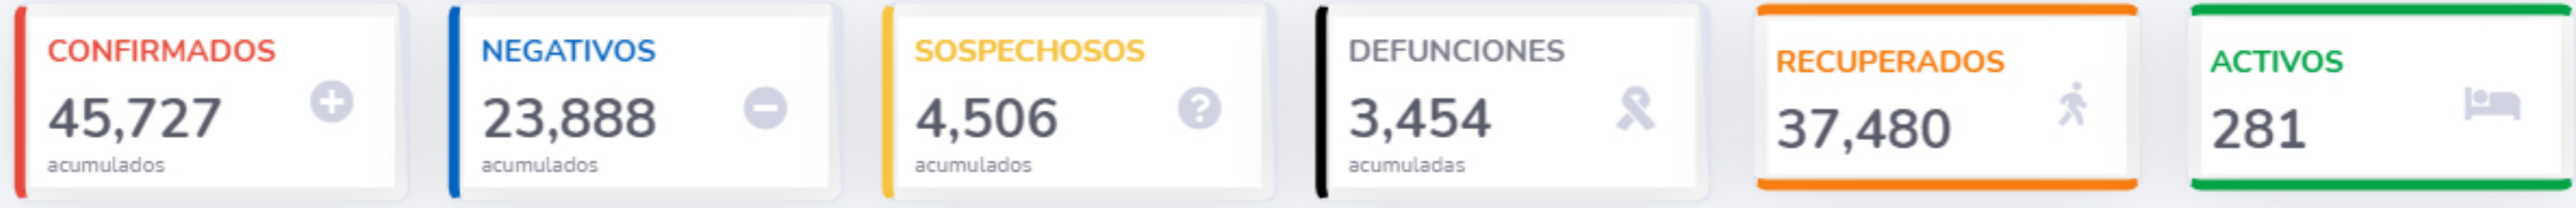 CONFIRMADOS
45,727
acumulados
NEGATIVOS
23,888
acumulados
SOSPECHOSOS
4,506
acumulados
DEFUNCIONES
3,454
acumuladas
RECUPERADOS
37,480
ACTIVOS
281